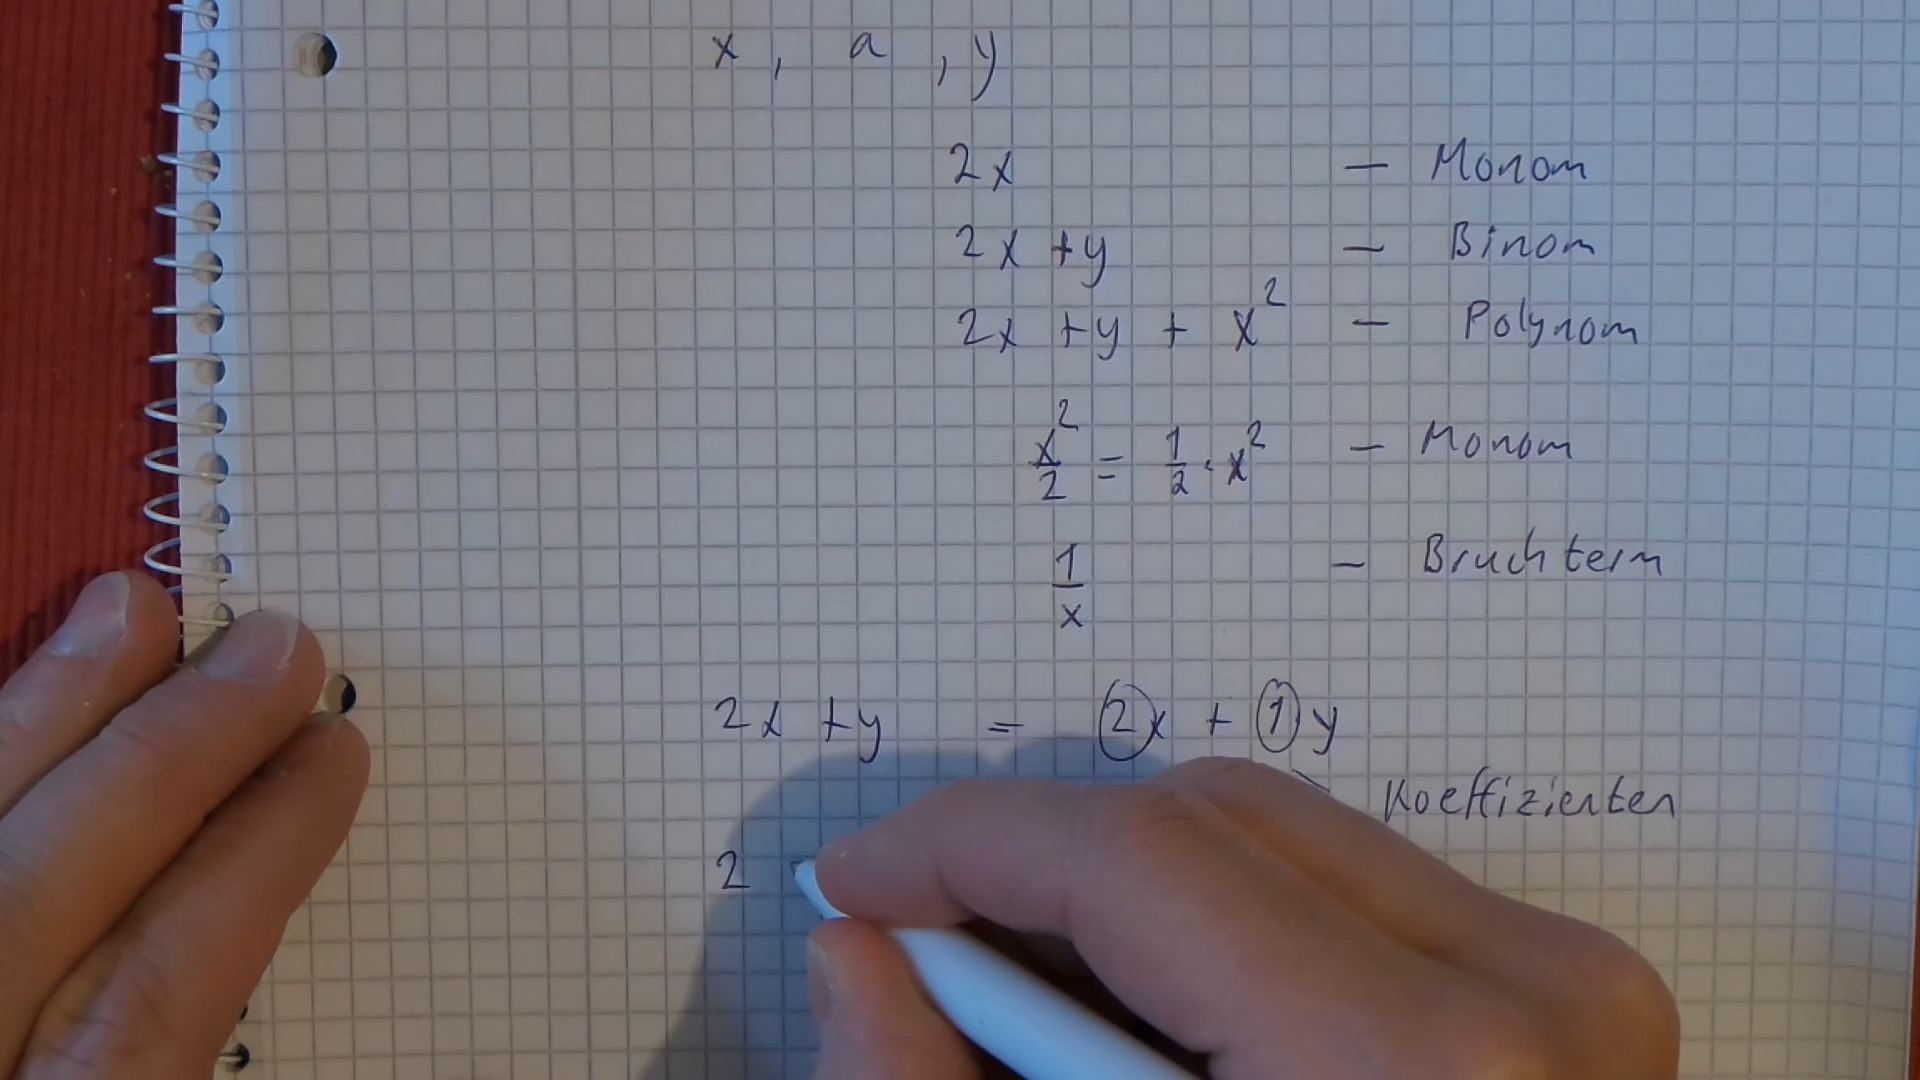 x, a, y
2x — Monom
2x + y — Binom
2x + y + x² — Polynom
x²/2 = 1/2 · x² — Monom
1/x — Bruchterm
2x + y = 2x + 1y
Koeffizienten
2